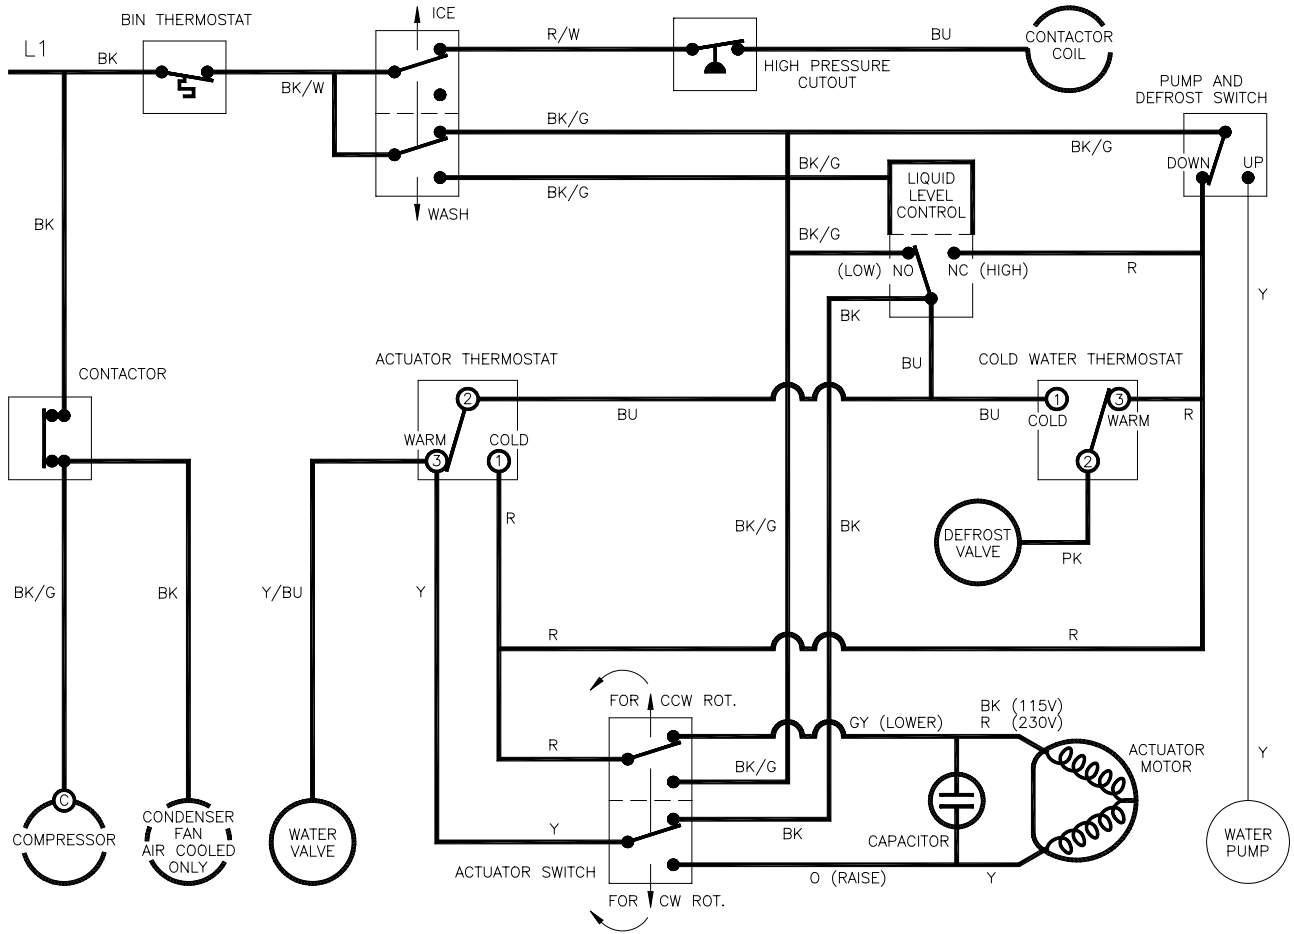 BIN THERMOSTAT
ICE
R/W
BU
CONTACTOR
COIL
L1
BK
BK/W
HIGH PRESSURE
CUTOUT
PUMP AND
DEFROST SWITCH
BK/G
BK/G
DOWN
UP
BK/G
BK/G
LIQUID
LEVEL
CONTROL
WASH
BK
BK/G
(LOW) NO
NC (HIGH)
R
Y
BK
ACTUATOR THERMOSTAT
BU
COLD WATER THERMOSTAT
CONTACTOR
2
BU
BU
1
3
R
COLD
WARM
WARM
COLD
3
1
2
R
BK/G
BK
DEFROST
VALVE
PK
BK/G
BK
Y/BU
Y
R
R
FOR CCW ROT.
GY (LOWER)
BK (115V)
R (230V)
R
BK/G
ACTUATOR
MOTOR
Y
C
COMPRESSOR
CONDENSER
FAN
AIR COOLED
ONLY
WATER
VALVE
Y
BK
CAPACITOR
WATER
PUMP
ACTUATOR SWITCH
O (RAISE)
Y
FOR CW ROT.